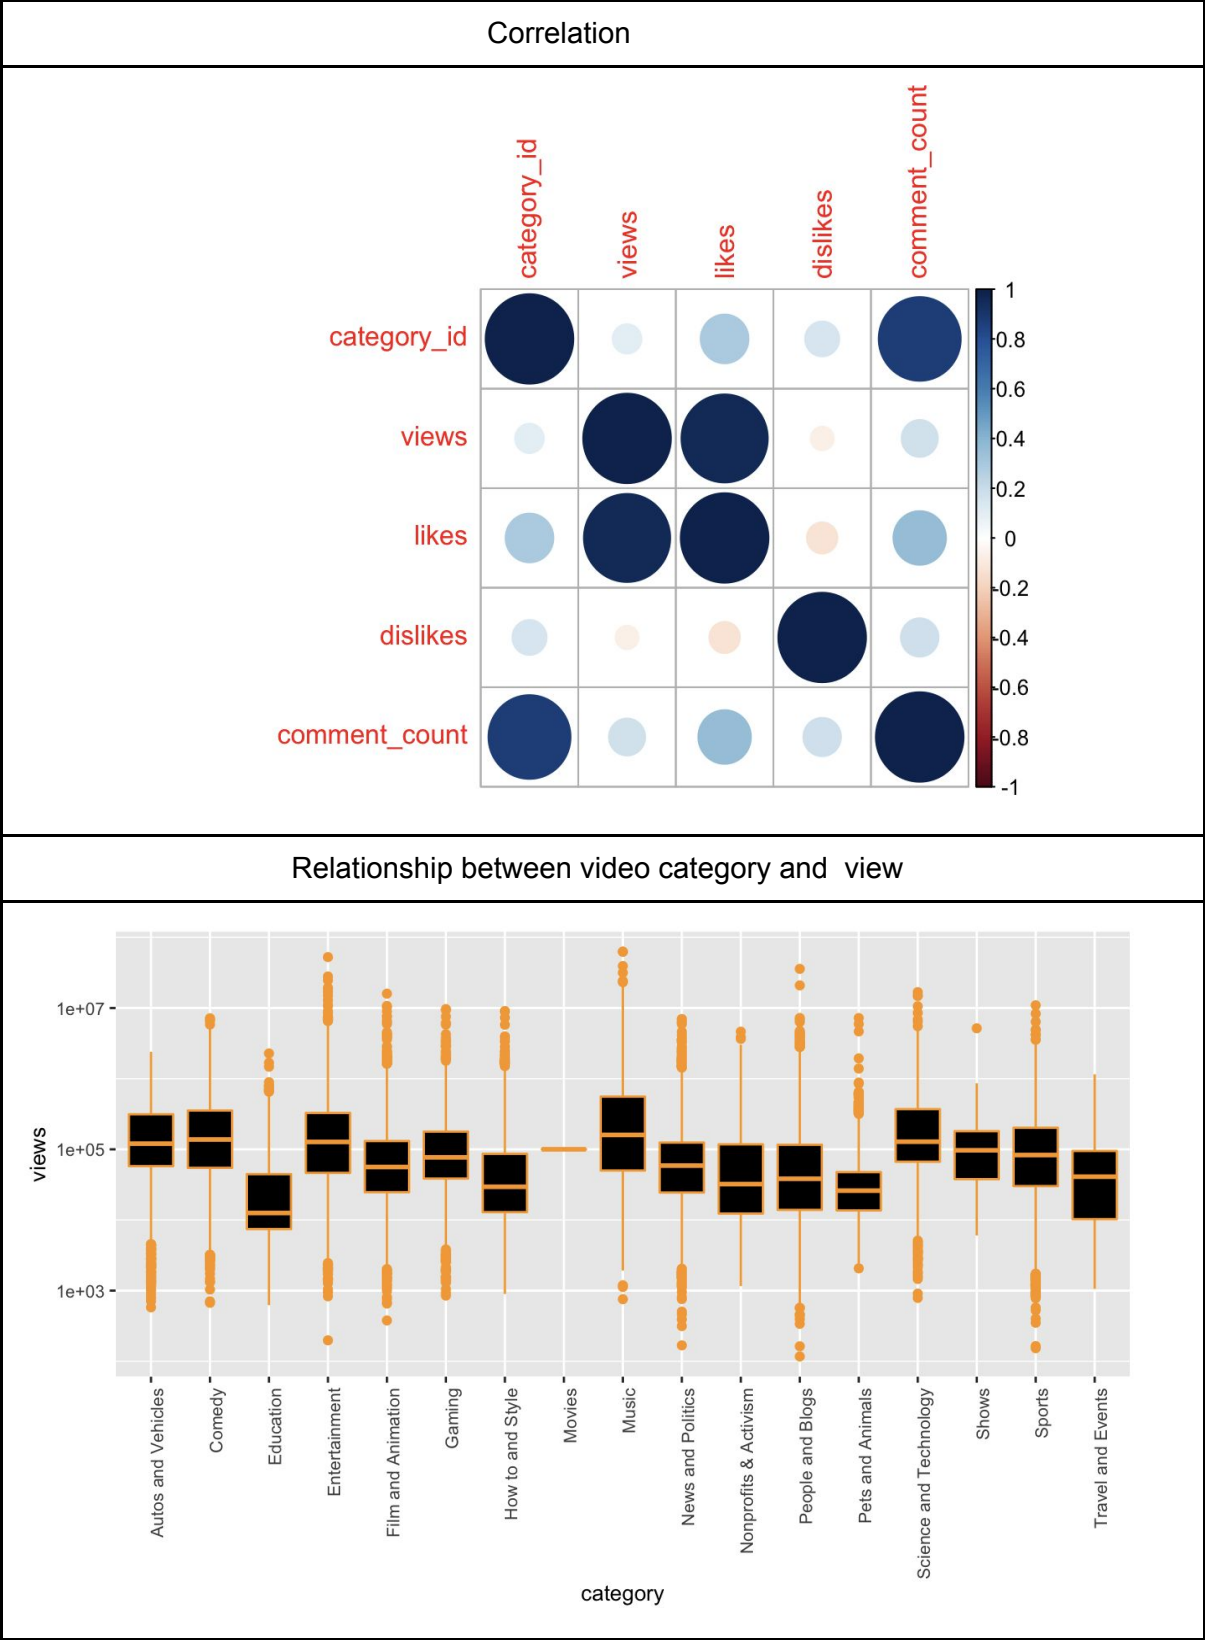 Correlation
category_id
views
likes
dislikes
comment_count
category_id
views
likes
dislikes
comment_count
1
0.8
0.6
0.4
0.2
0
-0.2
-0.4
-0.6
-0.8
-1
Relationship between video category and  view
views
1e+07
1e+05
1e+03
Autos and Vehicles
Comedy
Education
Entertainment
Film and Animation
Gaming
How to and Style
Movies
Music
News and Politics
Nonprofits & Activism
People and Blogs
Pets and Animals
Science and Technology
Shows
Sports
Travel and Events
category